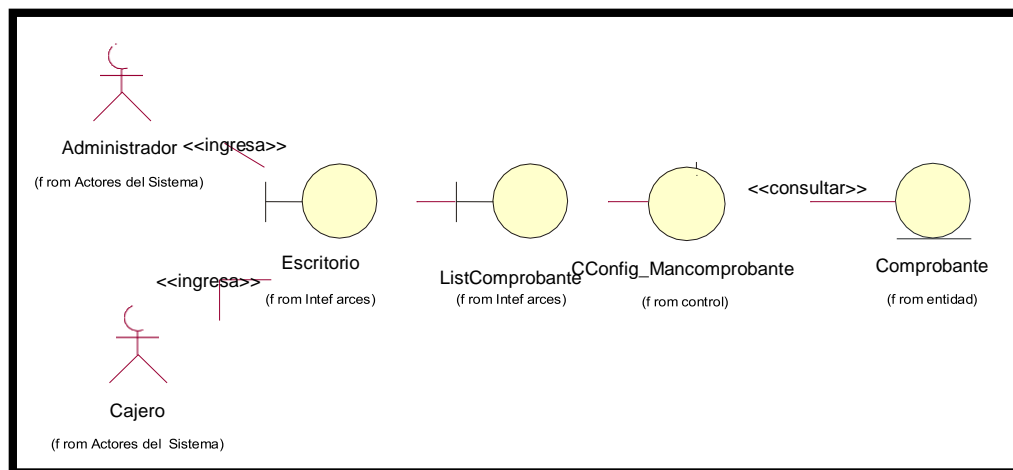 Administrador
<<ingresa>>
(f rom Actores del Sistema)
<<consultar>>
Escritorio
(f rom Intef arces)
ListComprobante
(f rom Intef arces)
CConfig_Mancomprobante
(f rom control)
Comprobante
(f rom entidad)
<<ingresa>>
Cajero
(f rom Actores del Sistema)